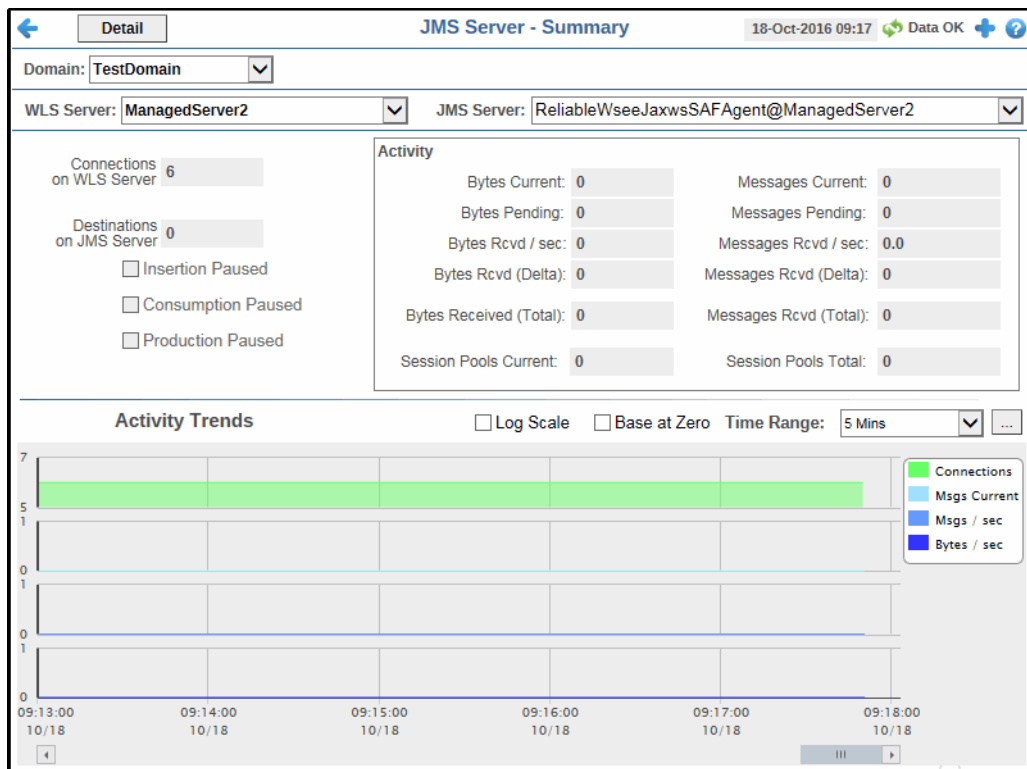 Detail JMS Server - Summary 18-Oct-2016 09:17 Data OK
Domain: TestDomain
WLS Server: ManagedServer2 JMS Server: ReliableWseeJaxwsSAFAgent@ManagedServer2
Connections on WLS Server 6
Destinations on JMS Server 0
Insertion Paused
Consumption Paused
Production Paused
Activity
Bytes Current: 0 Messages Current: 0
Bytes Pending: 0 Messages Pending: 0
Bytes Rcvd / sec: 0 Messages Rcvd / sec: 0.0
Bytes Rcvd (Delta): 0 Messages Rcvd (Delta): 0
Bytes Received (Total): 0 Messages Rcvd (Total): 0
Session Pools Current: 0 Session Pools Total: 0
Activity Trends Log Scale Base at Zero Time Range: 5 Mins ...
7
5
1
0
1
0
1
0
Connections
Msgs Current
Msgs / sec
Bytes / sec
09:13:00 09:14:00 09:15:00 09:16:00 09:17:00 09:18:00
10/18 10/18 10/18 10/18 10/18 10/18